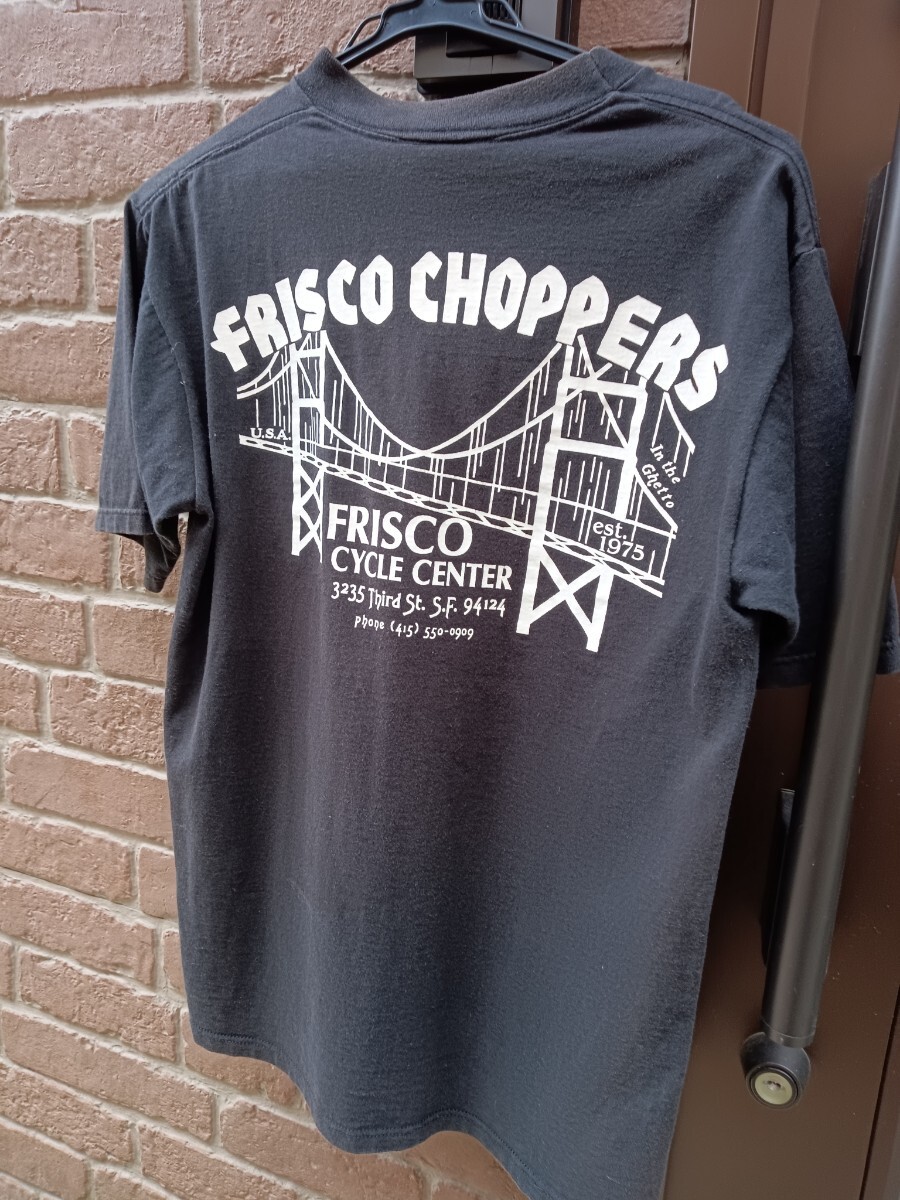 FRISCO CHOPPERS
U.S.A.
In the
Ghetto
est.
1975
FRISCO
CYCLE CENTER
3235 Third St. S.F. 94124
Phone (415) 550-0909